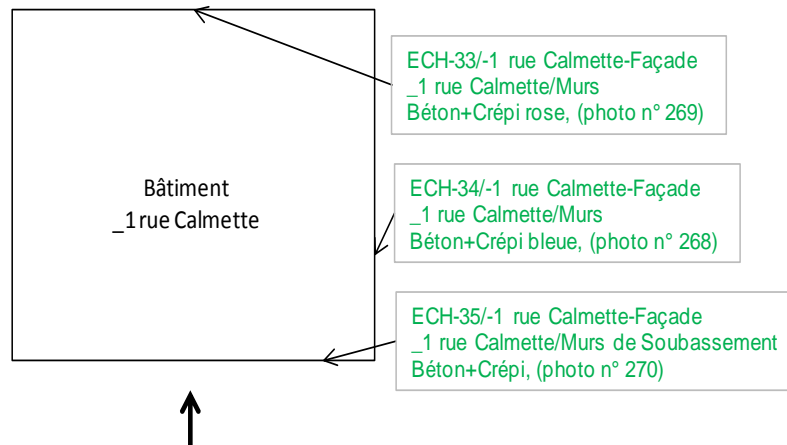 ECH-33/-1 rue Calmette-Façade
_1 rue Calmette/Murs
Béton+Crépi rose, (photo n° 269)
Bâtiment
_1 rue Calmette
ECH-34/-1 rue Calmette-Façade
_1 rue Calmette/Murs
Béton+Crépi bleue, (photo n° 268)
ECH-35/-1 rue Calmette-Façade
_1 rue Calmette/Murs de Soubassement
Béton+Crépi, (photo n° 270)